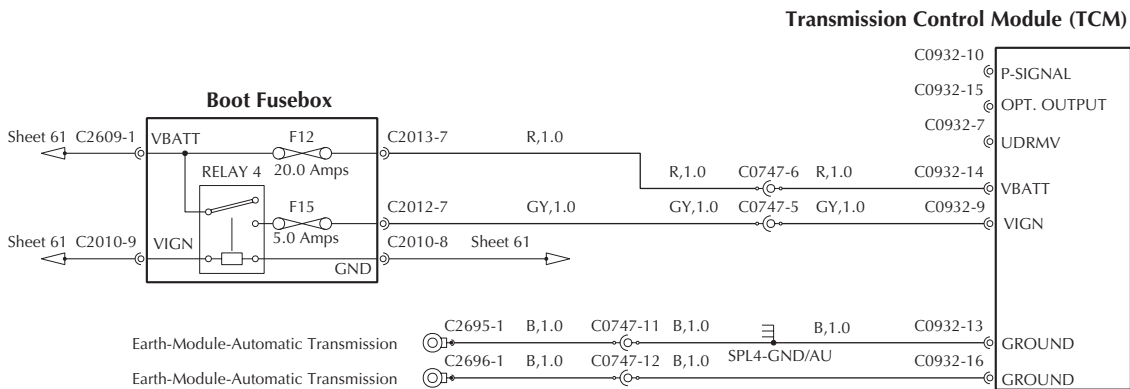 Transmission Control Module (TCM)
C0932-10
P-SIGNAL
C0932-15
OPT. OUTPUT
Boot Fusebox
C0932-7
UDRMV
Sheet 61 C2609-1 VBATT F12 C2013-7 R,1.0
RELAY 4 20.0 Amps R,1.0 C0747-6 R,1.0 C0932-14
VBATT
F15 C2012-7 GY,1.0 GY,1.0 C0747-5 GY,1.0 C0932-9
VIGN
5.0 Amps
Sheet 61 C2010-9 VIGN C2010-8 Sheet 61
GND
C2695-1 B,1.0 C0747-11 B,1.0 B,1.0 C0932-13
Earth-Module-Automatic Transmission GROUND
SPL4-GND/AU
C2696-1 B,1.0 C0747-12 B,1.0 C0932-16
Earth-Module-Automatic Transmission GROUND